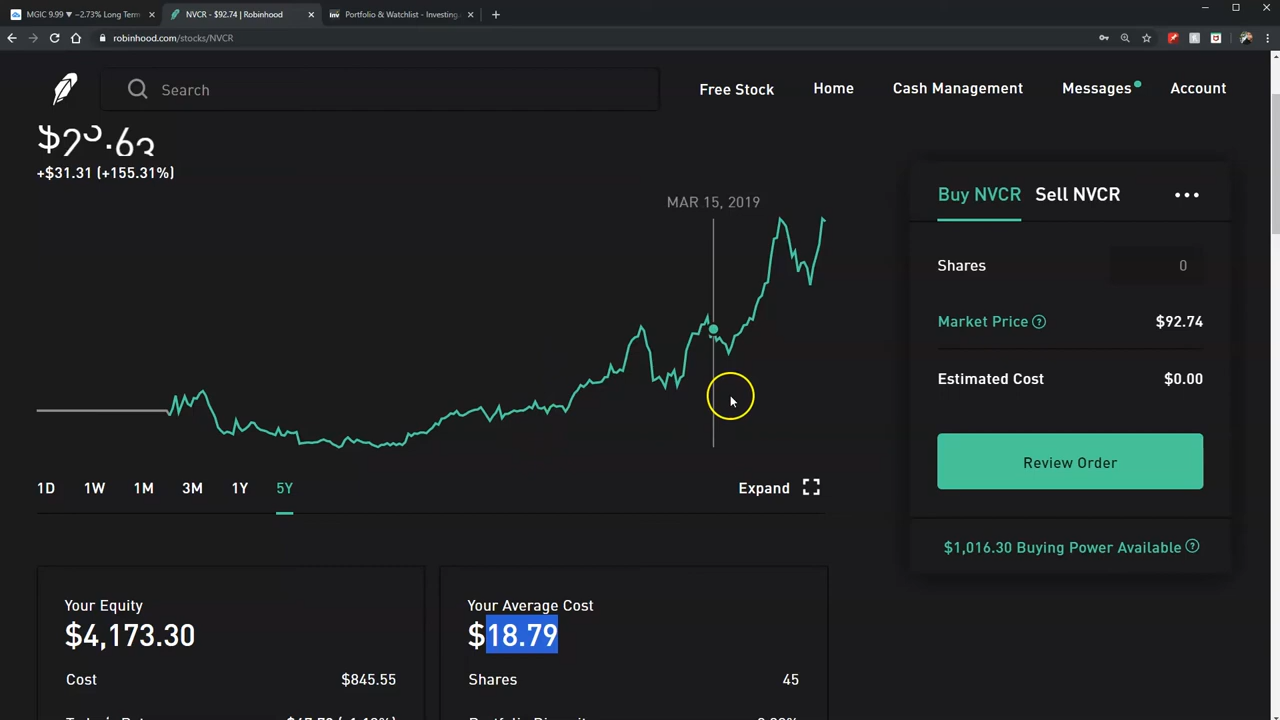 MGIC 9.99 ▼ −2.73% Long Term
NVCR - $92.74 | Robinhood
Portfolio & Watchlist - Investing.
robinhood.com/stocks/NVCR
Search
Free Stock
Home
Cash Management
Messages
Account
+$31.31 (+155.31%)
MAR 15, 2019
Buy NVCR
Sell NVCR
Shares
0
Market Price
$92.74
Estimated Cost
$0.00
Review Order
$1,016.30 Buying Power Available
1D
1W
1M
3M
1Y
5Y
Expand
Your Equity
$4,173.30
Cost
$845.55
Your Average Cost
$18.79
Shares
45